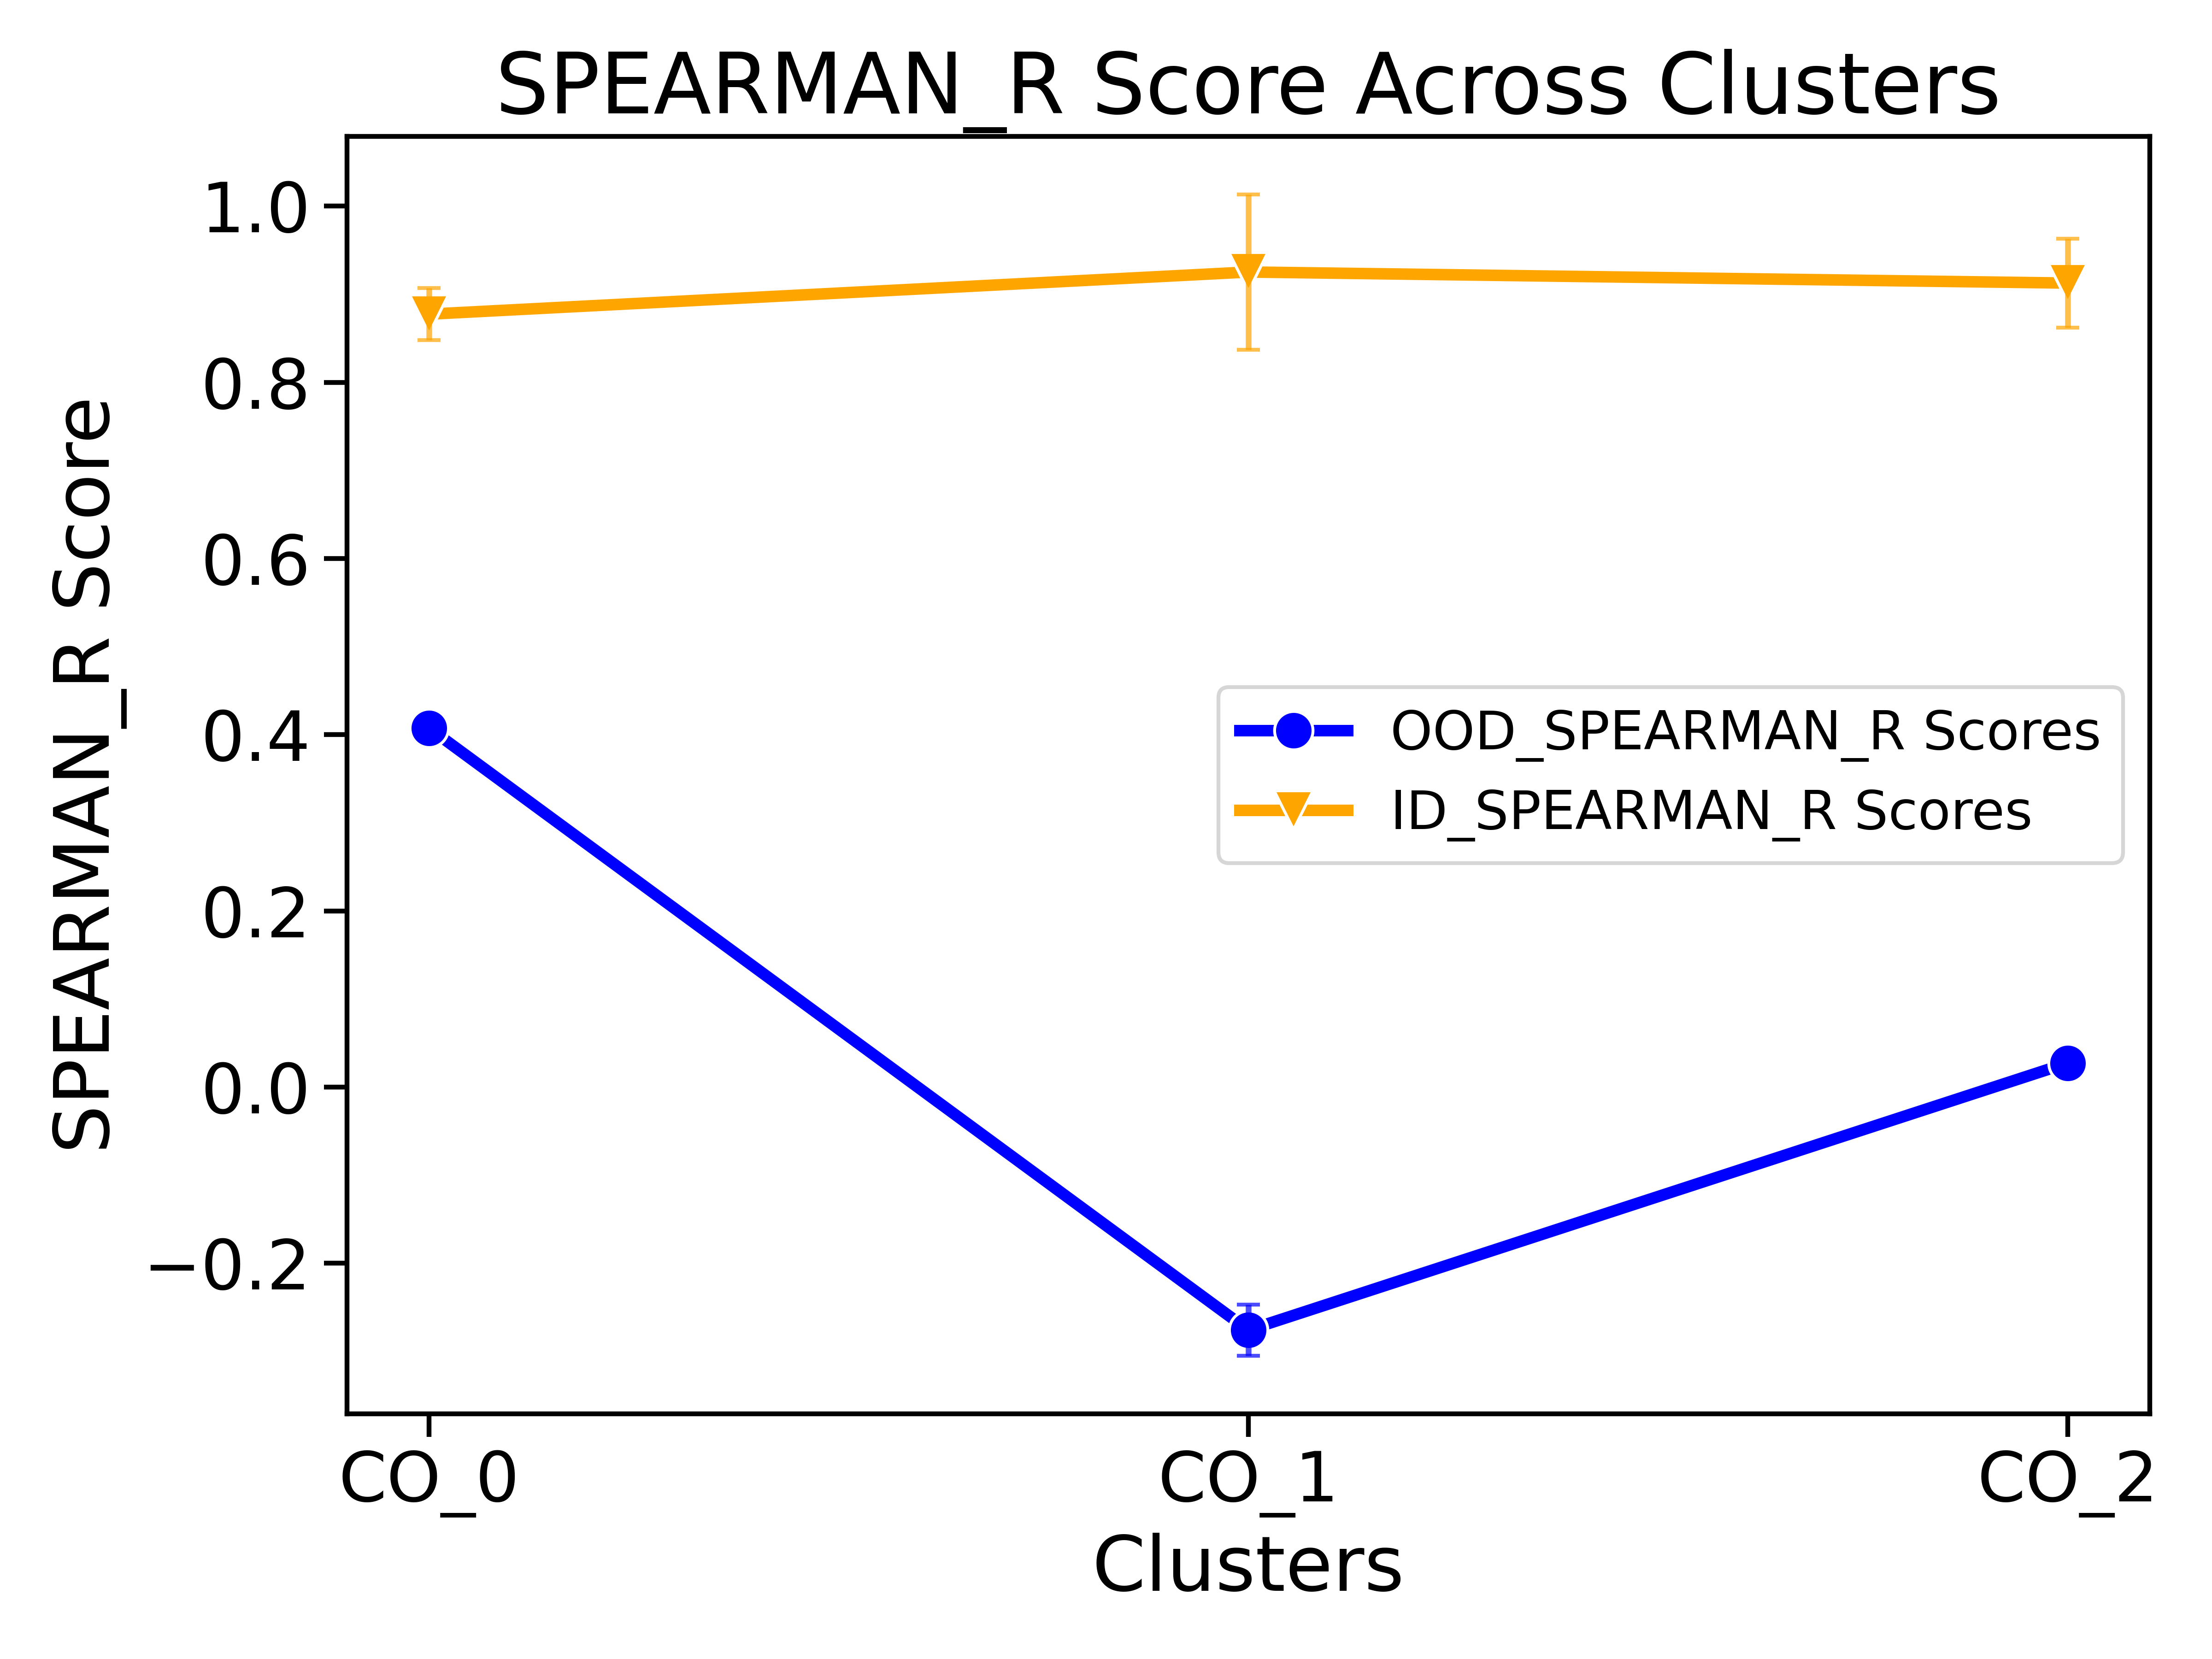 SPEARMAN_R Score Across Clusters
SPEARMAN_R Score
1.0
0.8
0.6
0.4
0.2
0.0
−0.2
OOD_SPEARMAN_R Scores
ID_SPEARMAN_R Scores
CO_0 CO_1 CO_2
Clusters